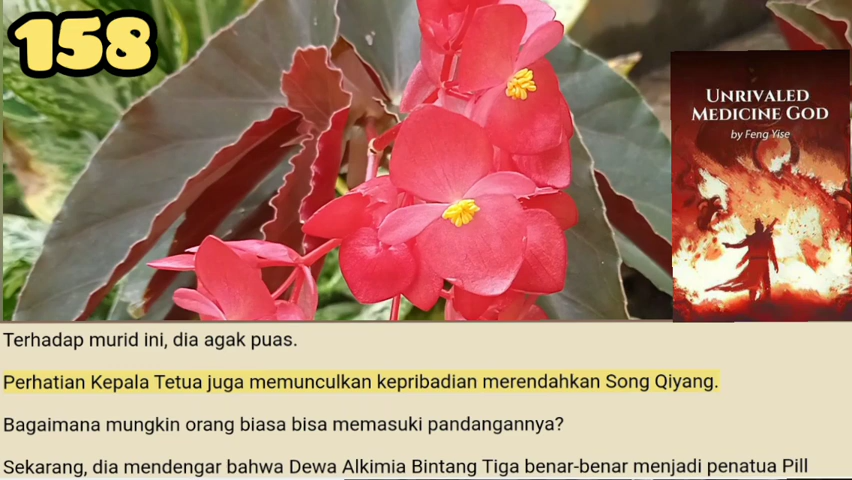 158
UNRIVALED
MEDICINE GOD
by Feng Yise
Terhadap murid ini, dia agak puas.
Perhatian Kepala Tetua juga memunculkan kepribadian merendahkan Song Qiyang.
Bagaimana mungkin orang biasa bisa memasuki pandangannya?
Sekarang, dia mendengar bahwa Dewa Alkimia Bintang Tiga benar-benar menjadi penatua Pill